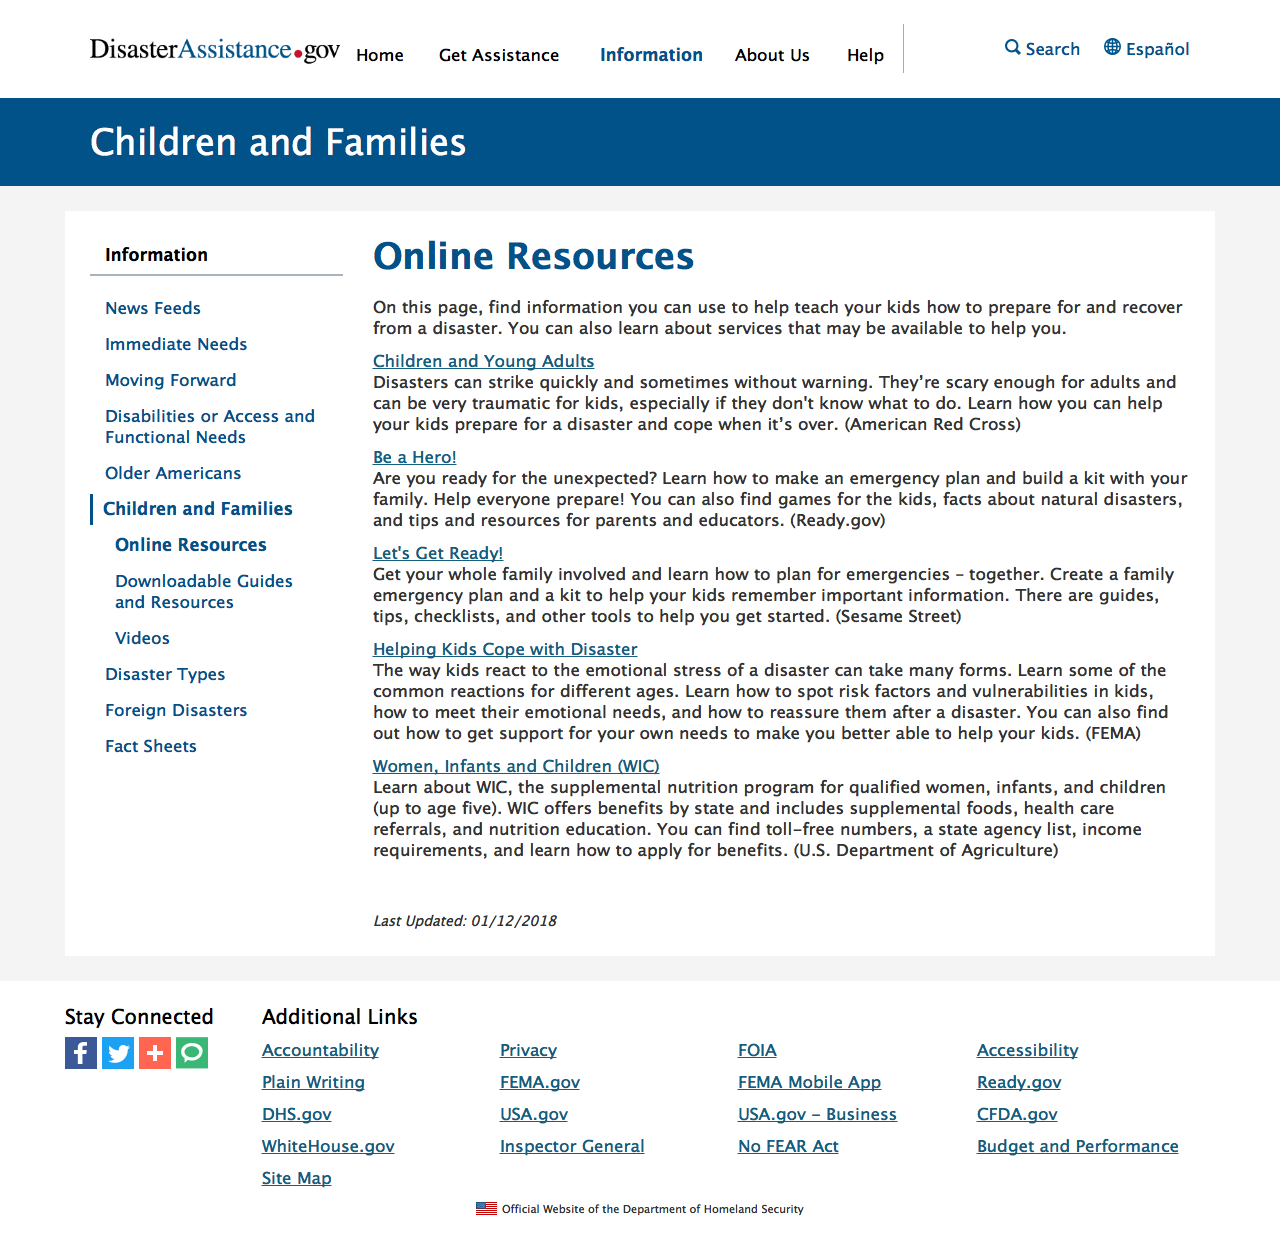 DisasterAssistance.gov
Home
Get Assistance
Information
About Us
Help
Search
Español
Children and Families
Information
News Feeds
Immediate Needs
Moving Forward
Disabilities or Access and
Functional Needs
Older Americans
Children and Families
Online Resources
Downloadable Guides
and Resources
Videos
Disaster Types
Foreign Disasters
Fact Sheets
Online Resources
On this page, find information you can use to help teach your kids how to prepare for and recover
from a disaster. You can also learn about services that may be available to help you.
Children and Young Adults
Disasters can strike quickly and sometimes without warning. They’re scary enough for adults and
can be very traumatic for kids, especially if they don't know what to do. Learn how you can help
your kids prepare for a disaster and cope when it’s over. (American Red Cross)
Be a Hero!
Are you ready for the unexpected? Learn how to make an emergency plan and build a kit with your
family. Help everyone prepare! You can also find games for the kids, facts about natural disasters,
and tips and resources for parents and educators. (Ready.gov)
Let's Get Ready!
Get your whole family involved and learn how to plan for emergencies – together. Create a family
emergency plan and a kit to help your kids remember important information. There are guides,
tips, checklists, and other tools to help you get started. (Sesame Street)
Helping Kids Cope with Disaster
The way kids react to the emotional stress of a disaster can take many forms. Learn some of the
common reactions for different ages. Learn how to spot risk factors and vulnerabilities in kids,
how to meet their emotional needs, and how to reassure them after a disaster. You can also find
out how to get support for your own needs to make you better able to help your kids. (FEMA)
Women, Infants and Children (WIC)
Learn about WIC, the supplemental nutrition program for qualified women, infants, and children
(up to age five). WIC offers benefits by state and includes supplemental foods, health care
referrals, and nutrition education. You can find toll-free numbers, a state agency list, income
requirements, and learn how to apply for benefits. (U.S. Department of Agriculture)
Last Updated: 01/12/2018
Stay Connected
Additional Links
Accountability
Privacy
FOIA
Accessibility
Plain Writing
FEMA.gov
FEMA Mobile App
Ready.gov
DHS.gov
USA.gov
USA.gov - Business
CFDA.gov
WhiteHouse.gov
Inspector General
No FEAR Act
Budget and Performance
Site Map
Official Website of the Department of Homeland Security